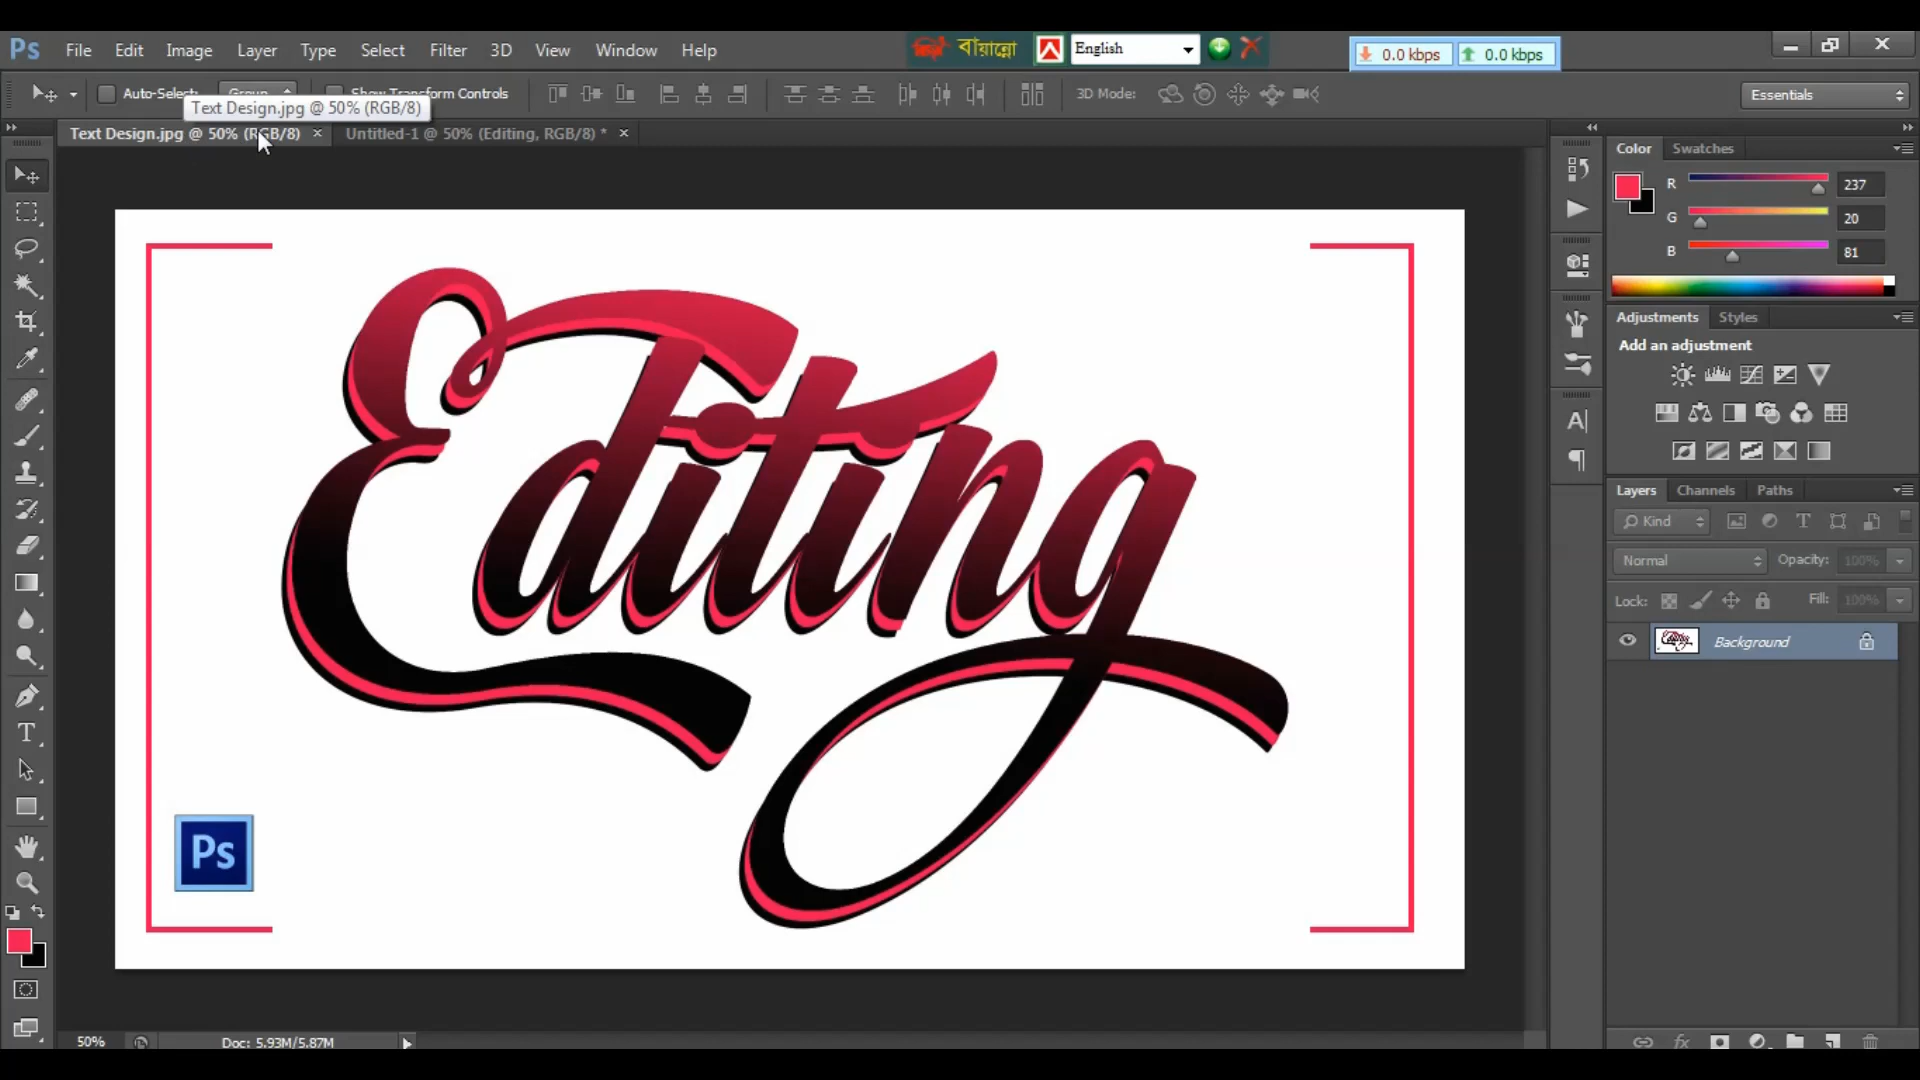 Ps File Edit Image Layer Type Select Filter 3D View Window Help
বায়ান্নো English
0.0 kbps 0.0 kbps
Auto-Select: Group Show Transform Controls 3D Mode: Essentials
Text Design.jpg @ 50% (RGB/8)
Text Design.jpg @ 50% (RGB/8) × Untitled-1 @ 50% (Editing, RGB/8) * ×
Color Swatches
R 237
G 20
B 81
Adjustments Styles
Add an adjustment
Editing
Ps
Layers Channels Paths
Kind
Normal Opacity: 100%
Lock: Fill: 100%
Background
50% Doc: 5.93M/5.87M